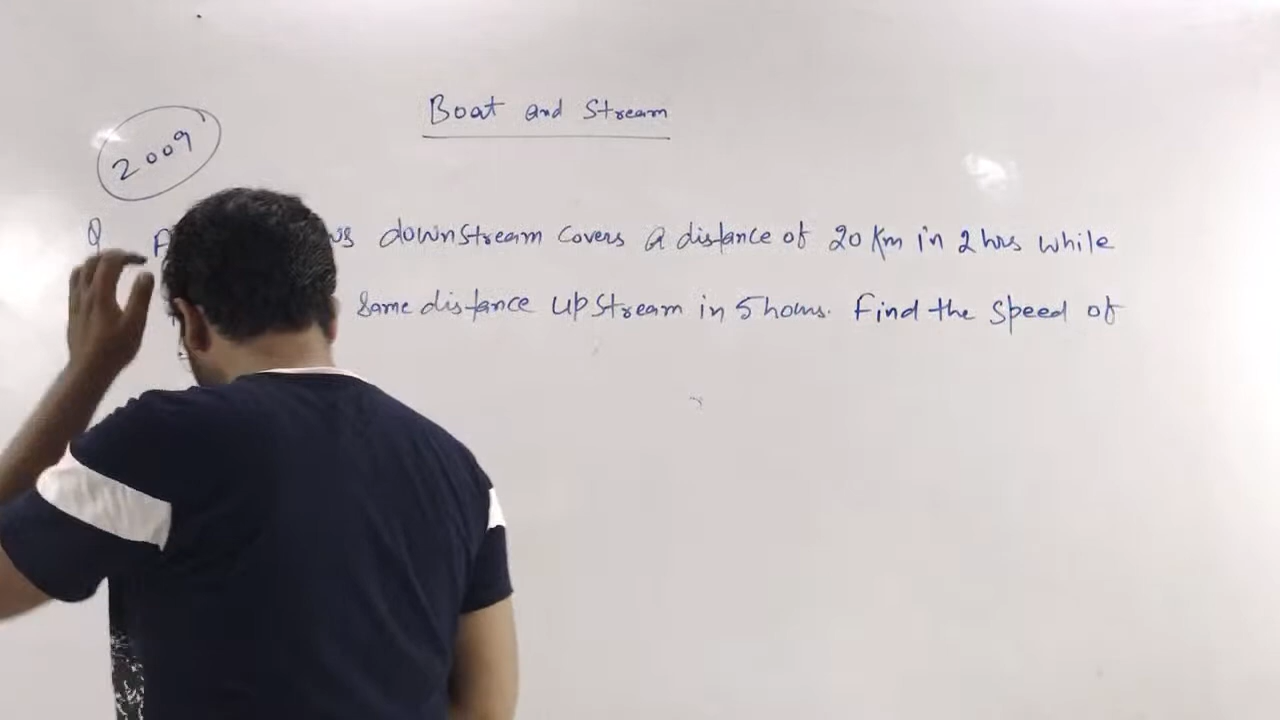 Boat and Stream
2009
Q A downstream covers a distance of 20 Km in 2 hrs while
same distance upstream in 5 hours. Find the speed of